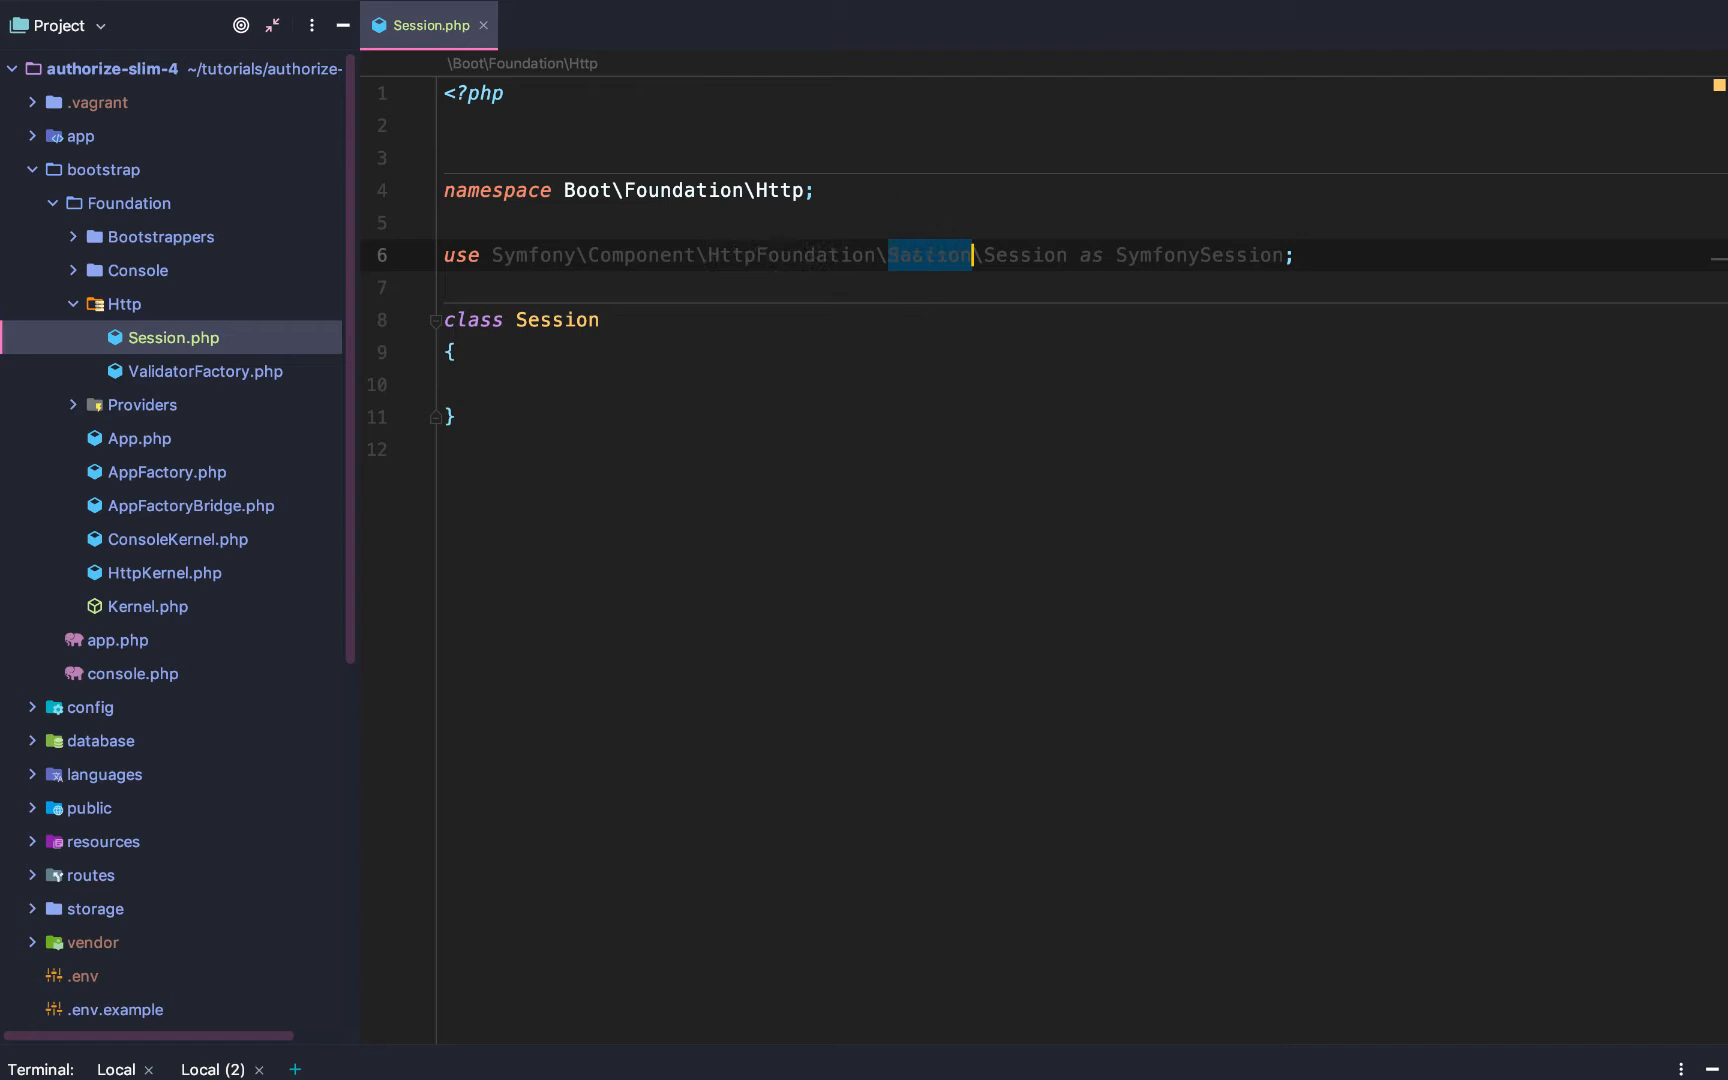 Project
Session.php
authorize-slim-4 ~/tutorials/authorize-
\Boot\Foundation\Http
.vagrant
app
bootstrap
Foundation
Bootstrappers
Console
Http
Session.php
ValidatorFactory.php
Providers
App.php
AppFactory.php
AppFactoryBridge.php
ConsoleKernel.php
HttpKernel.php
Kernel.php
app.php
console.php
config
database
languages
public
resources
routes
storage
vendor
.env
.env.example
1 <?php
2
3
4 namespace Boot\Foundation\Http;
5
6 use Symfony\Component\HttpFoundation\Session\Session as SymfonySession;
7
8 class Session
9 {
10
11 }
12
Terminal: Local Local (2)